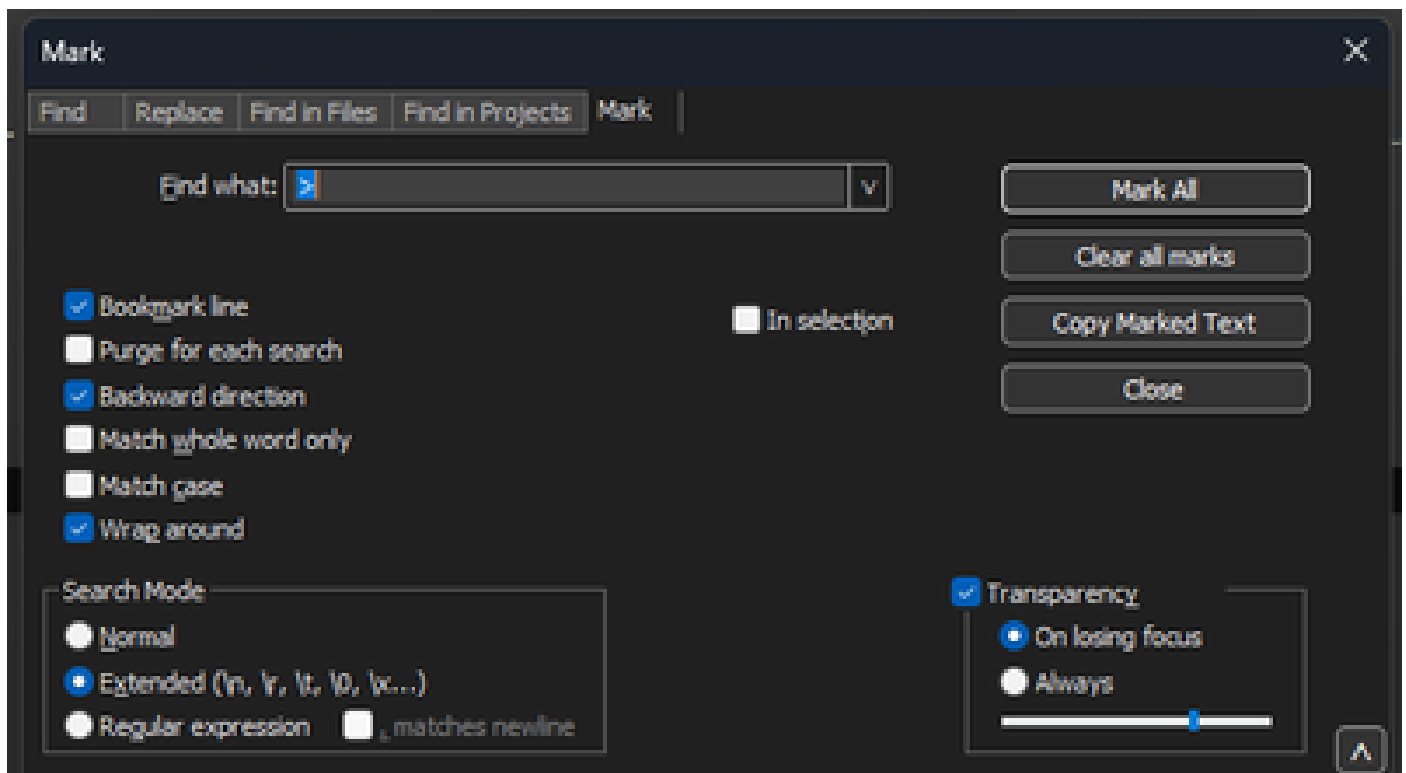 Mark
Find Replace Find in Files Find in Projects Mark
Find what: >
Mark All
Clear all marks
Copy Marked Text
Close
Bookmark line
Purge for each search
Backward direction
Match whole word only
Match case
Wrap around
In selection
Search Mode
Normal
Extended (\n, \r, \t, \0, \x...)
Regular expression . matches newline
Transparency
On losing focus
Always